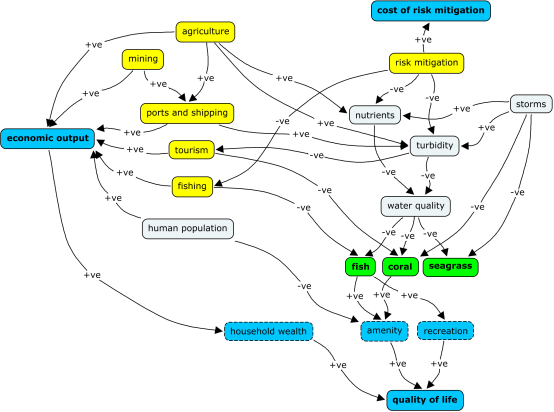 cost of risk mitigation
agriculture
+ve
mining
risk mitigation
+ve
+ve
+ve
+ve
-ve
-ve
storms
ports and shipping
nutrients
+ve
+ve
-ve
+ve
+ve
+ve
economic output
+ve
turbidity
+ve
tourism
-ve
-ve
-ve
fishing
+ve
+ve
human population
water quality
-ve
-ve
-ve
-ve
-ve
-ve
-ve
-ve
fish
coral
seagrass
+ve
-ve
+ve
+ve
+ve
household wealth
amenity
recreation
+ve
+ve
+ve
quality of life